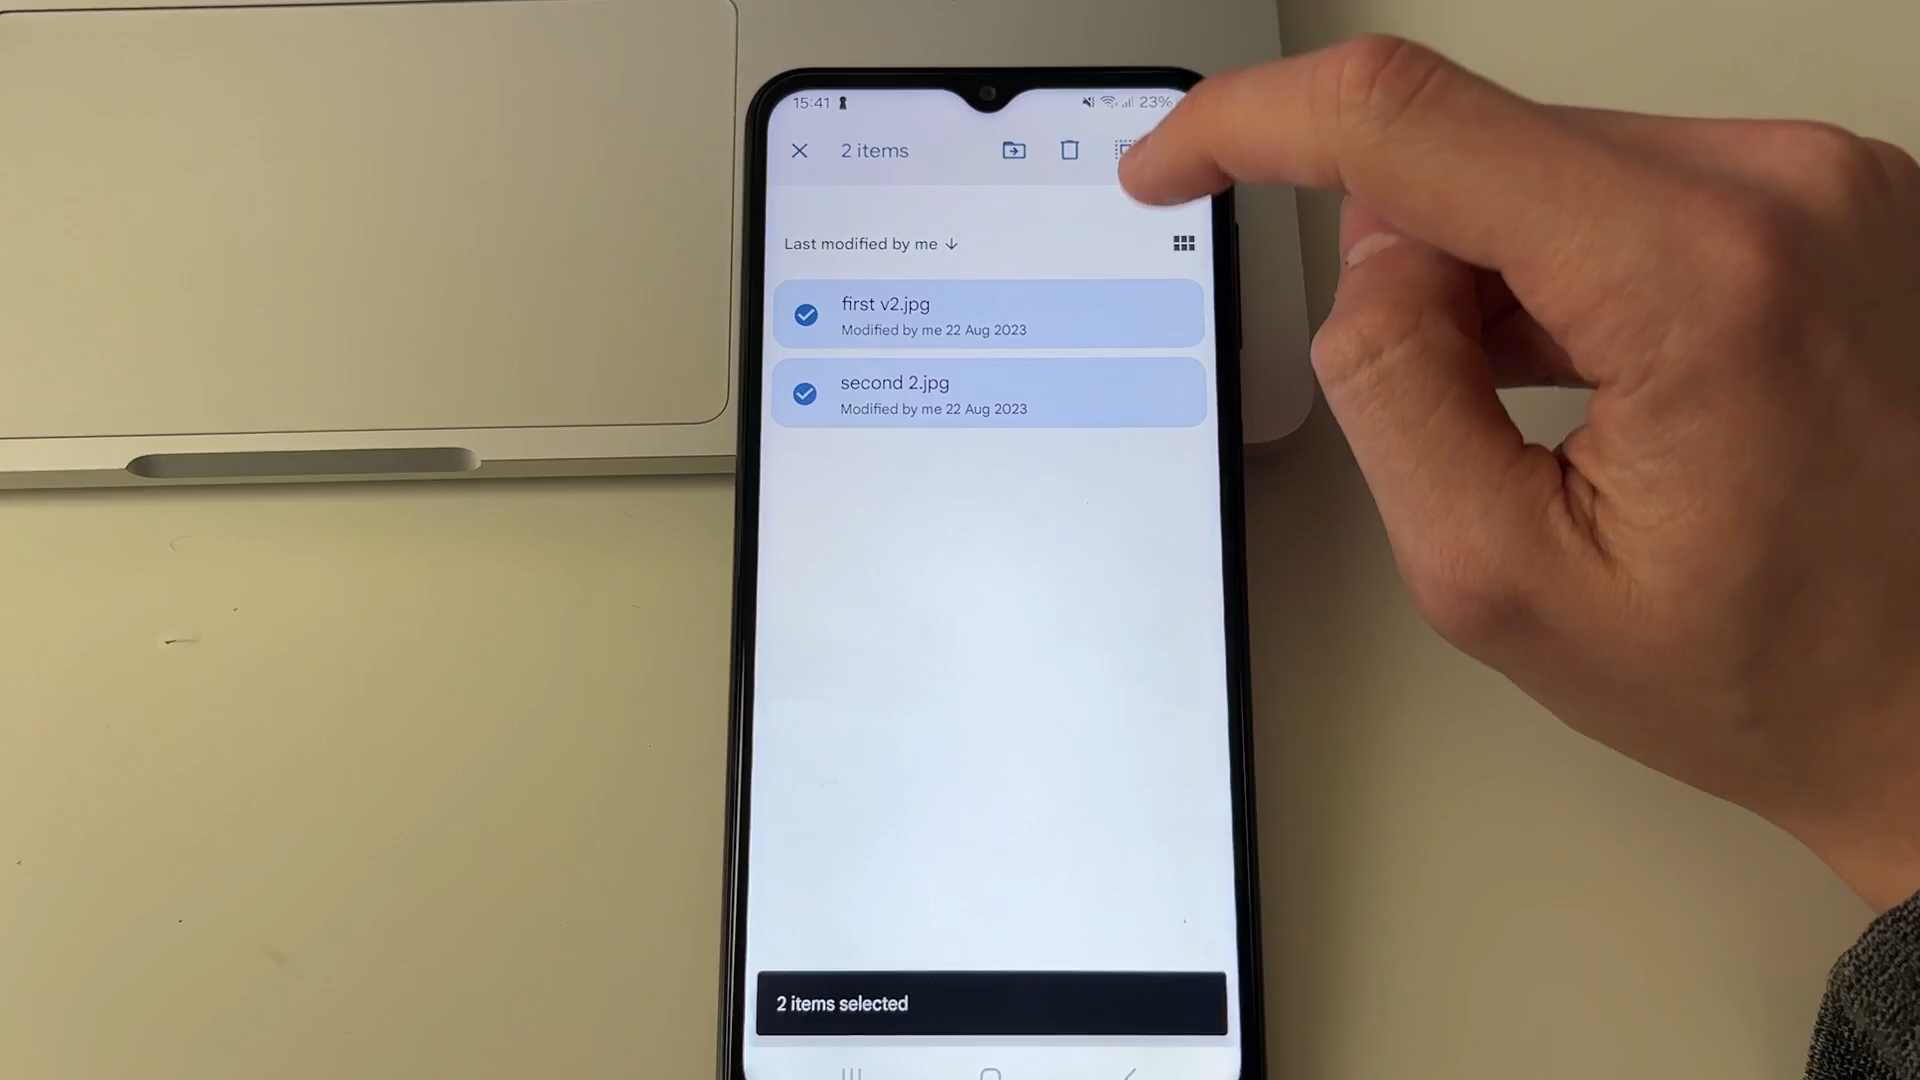 15:41
23%
2 items
Last modified by me
first v2.jpg
Modified by me 22 Aug 2023
second 2.jpg
Modified by me 22 Aug 2023
2 items selected